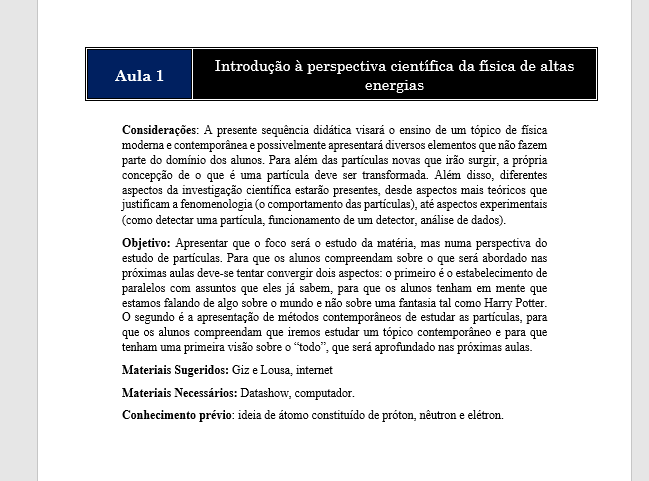 Aula 1
Introdução à perspectiva científica da física de altas
energias
Considerações: A presente sequência didática visará o ensino de um tópico de física
moderna e contemporânea e possivelmente apresentará diversos elementos que não fazem
parte do domínio dos alunos. Para além das partículas novas que irão surgir, a própria
concepção de o que é uma partícula deve ser transformada. Além disso, diferentes
aspectos da investigação científica estarão presentes, desde aspectos mais teóricos que
justificam a fenomenologia (o comportamento das partículas), até aspectos experimentais
(como detectar uma partícula, funcionamento de um detector, análise de dados).
Objetivo: Apresentar que o foco será o estudo da matéria, mas numa perspectiva do
estudo de partículas. Para que os alunos compreendam sobre o que será abordado nas
próximas aulas deve-se tentar convergir dois aspectos: o primeiro é o estabelecimento de
paralelos com assuntos que eles já sabem, para que os alunos tenham em mente que
estamos falando de algo sobre o mundo e não sobre uma fantasia tal como Harry Potter.
O segundo é a apresentação de métodos contemporâneos de estudar as partículas, para
que os alunos compreendam que iremos estudar um tópico contemporâneo e para que
tenham uma primeira visão sobre o “todo”, que será aprofundado nas próximas aulas.
Materiais Sugeridos: Giz e Lousa, internet
Materiais Necessários: Datashow, computador.
Conhecimento prévio: ideia de átomo constituído de próton, nêutron e elétron.